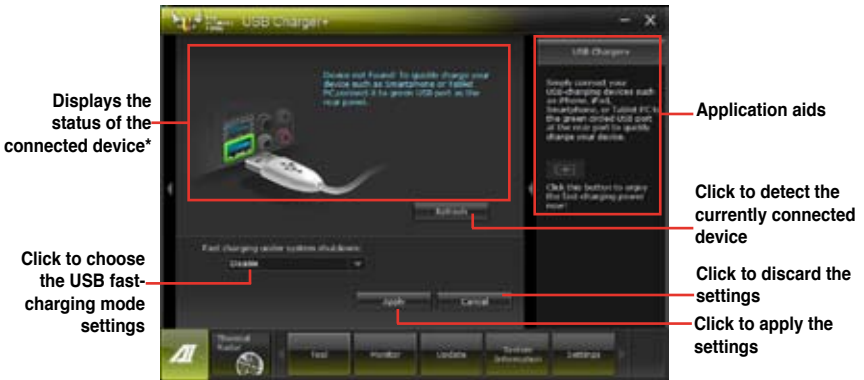 USB Charger+
Device not Found! To quickly charge your
device such as Smartphone or Tablet
PC,connect it to green USB port at the
rear panel.
Refresh
Fast charging under system shutdown:
Disable
Apply
Cancel
USB Charger+
Simply connect your
USB-charging devices such
as iPhone, iPad,
Smartphone, or Tablet PC to
the green circled USB port
at the rear port to quickly
charge your device.
Click this button to enjoy
the fast-charging power
now!
Thermal
Radar
Tool
Monitor
Update
System
Information
Settings
Displays the
status of the
connected device*
Click to choose
the USB fast-
charging mode
settings
Application aids
Click to detect the
currently connected
device
Click to discard the
settings
Click to apply the
settings